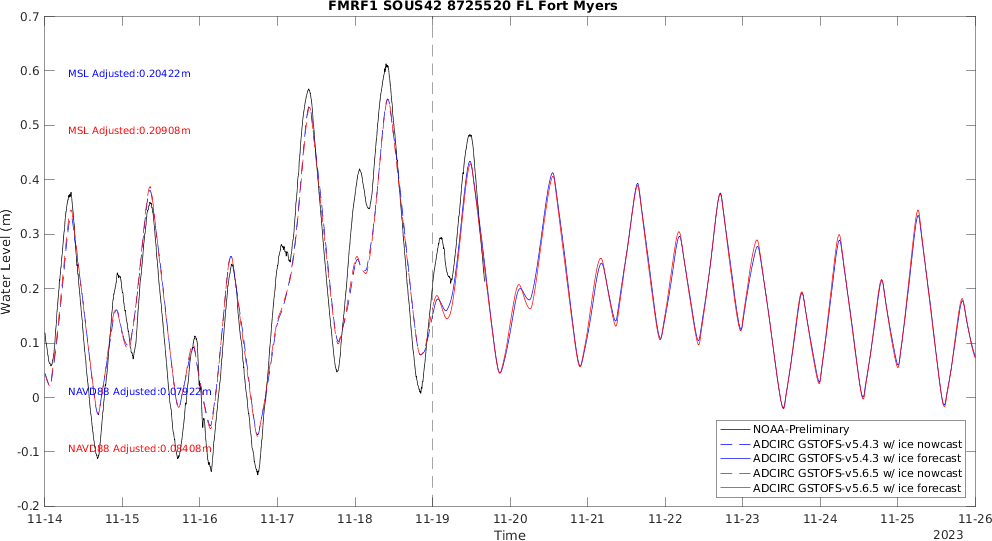 FMRF1 SOUS42 8725520 FL Fort Myers
0.7
0.6
0.5
0.4
0.3
0.2
0.1
0
-0.1
-0.2
Water Level (m)
MSL Adjusted:0.20422m
MSL Adjusted:0.20908m
NAVD88 Adjusted:0.07922m
NAVD88 Adjusted:0.08408m
NOAA-Preliminary
ADCIRC GSTOFS-v5.4.3 w/ ice nowcast
ADCIRC GSTOFS-v5.4.3 w/ ice forecast
ADCIRC GSTOFS-v5.6.5 w/ ice nowcast
ADCIRC GSTOFS-v5.6.5 w/ ice forecast
11-14 11-15 11-16 11-17 11-18 11-19 11-20 11-21 11-22 11-23 11-24 11-25 11-26
Time
2023